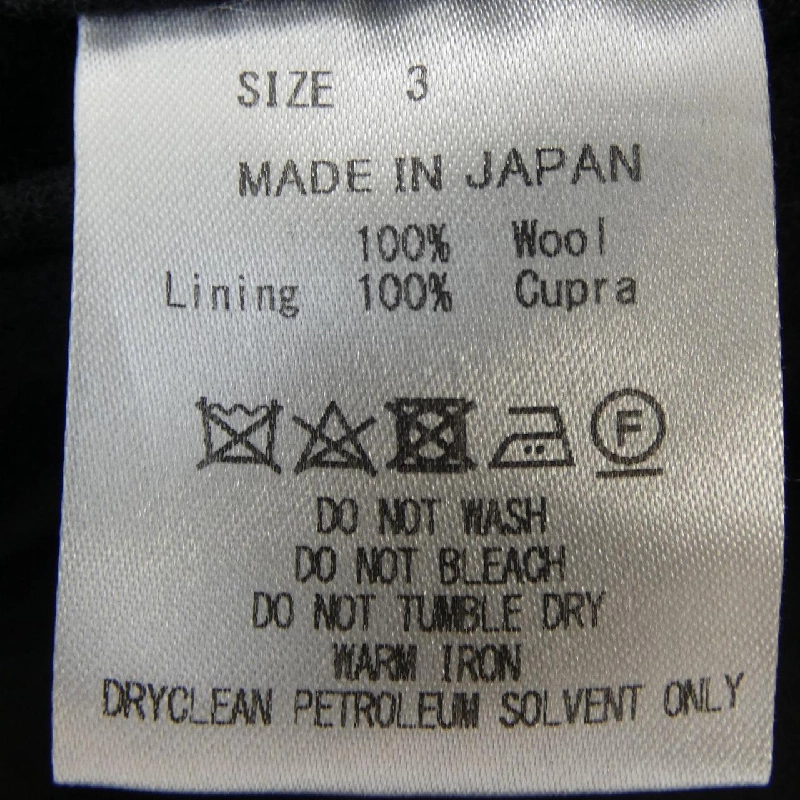 SIZE 3
MADE IN JAPAN
100% Wool
Lining 100% Cupra
F
DO NOT WASH
DO NOT BLEACH
DO NOT TUMBLE DRY
WARM IRON
DRYCLEAN PETROLEUM SOLVENT ONLY